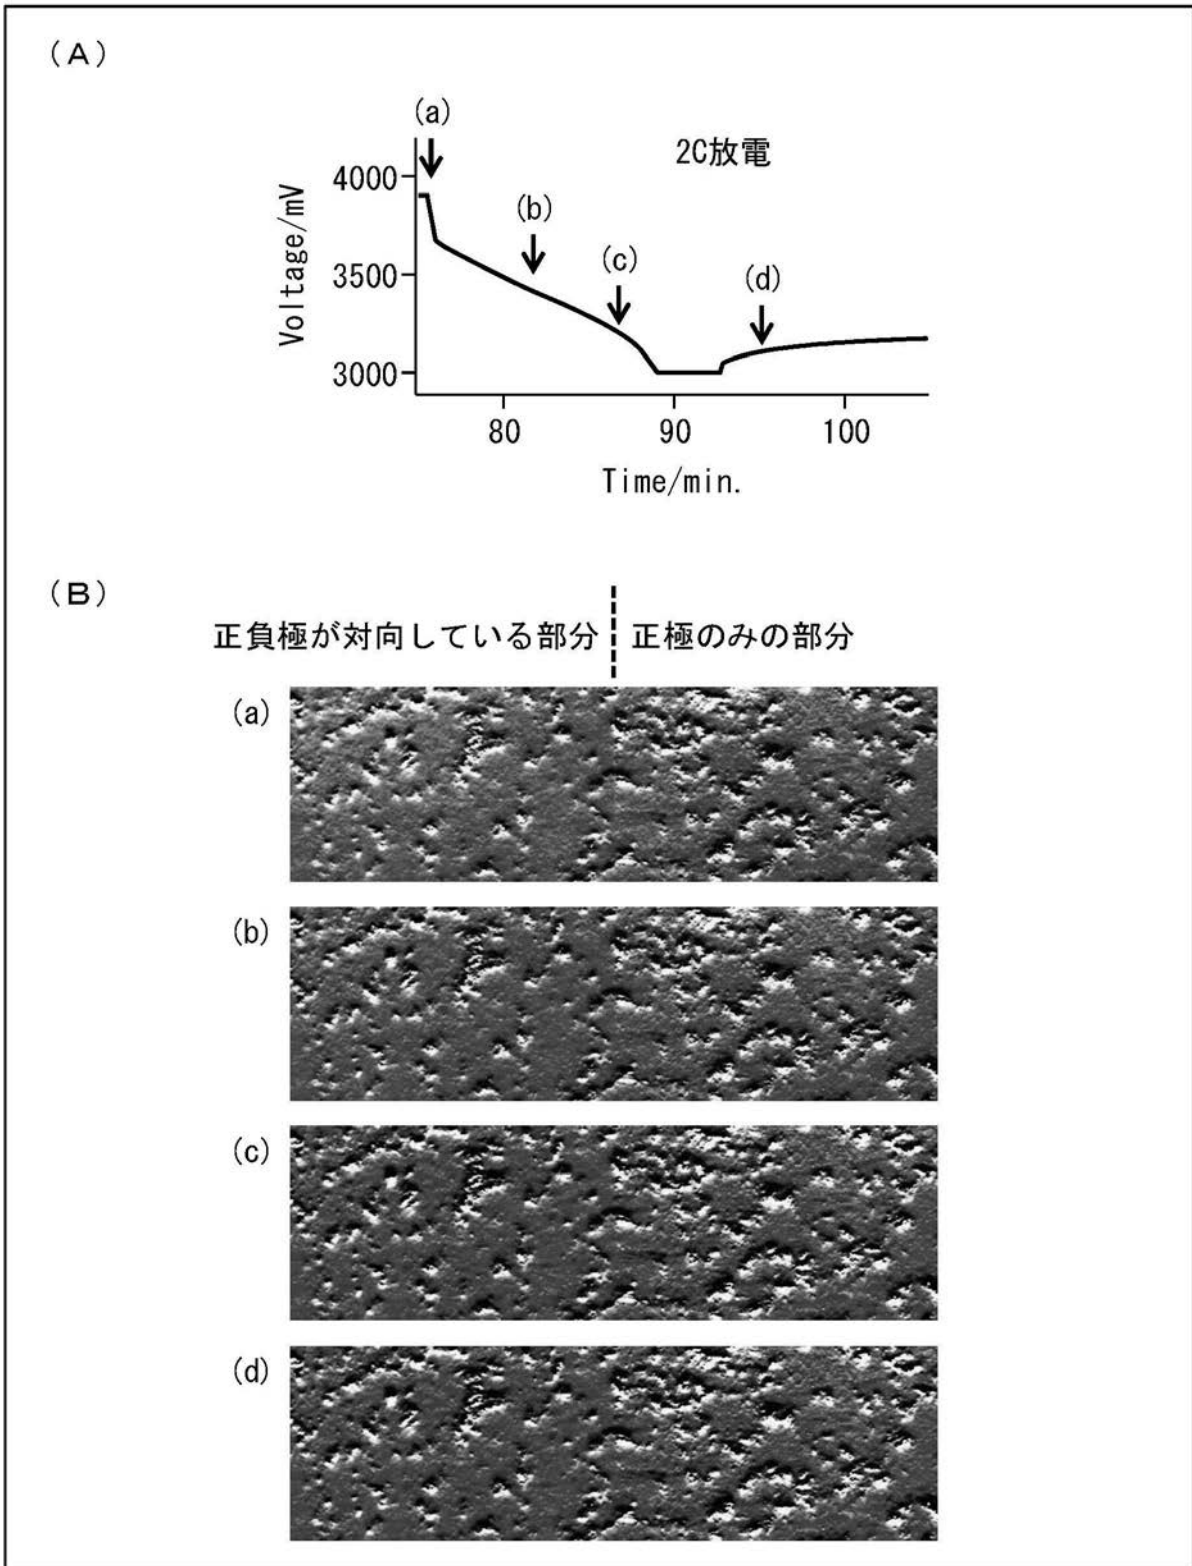 （A）
(a)
2C放電
4000
(b)
(c)
3500
(d)
Voltage/mV
3000
80
90
100
Time/min.
（B）
正負極が対向している部分
正極のみの部分
(a)
(b)
(c)
(d)